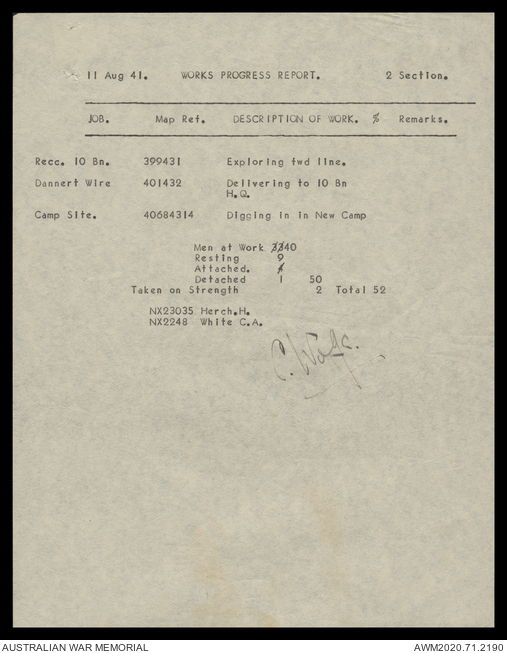 11 Aug 41. WORKS PROGRESS REPORT. 2 Section.
JOB. Map Ref. DESCRIPTION OF WORK. % Remarks.
Recc. 10 Bn. 399431 Exploring fwd line.
Dannert Wire 401432 Delivering to 10 Bn
H.Q.
Camp Site. 40684314 Digging in in New Camp
Men at Work 40
Resting 9
Attached.
Detached 1 50
Taken on Strength 2 Total 52
NX23035 Herch.H.
NX2248 White C.A.
AUSTRALIAN WAR MEMORIAL AWM2020.71.2190